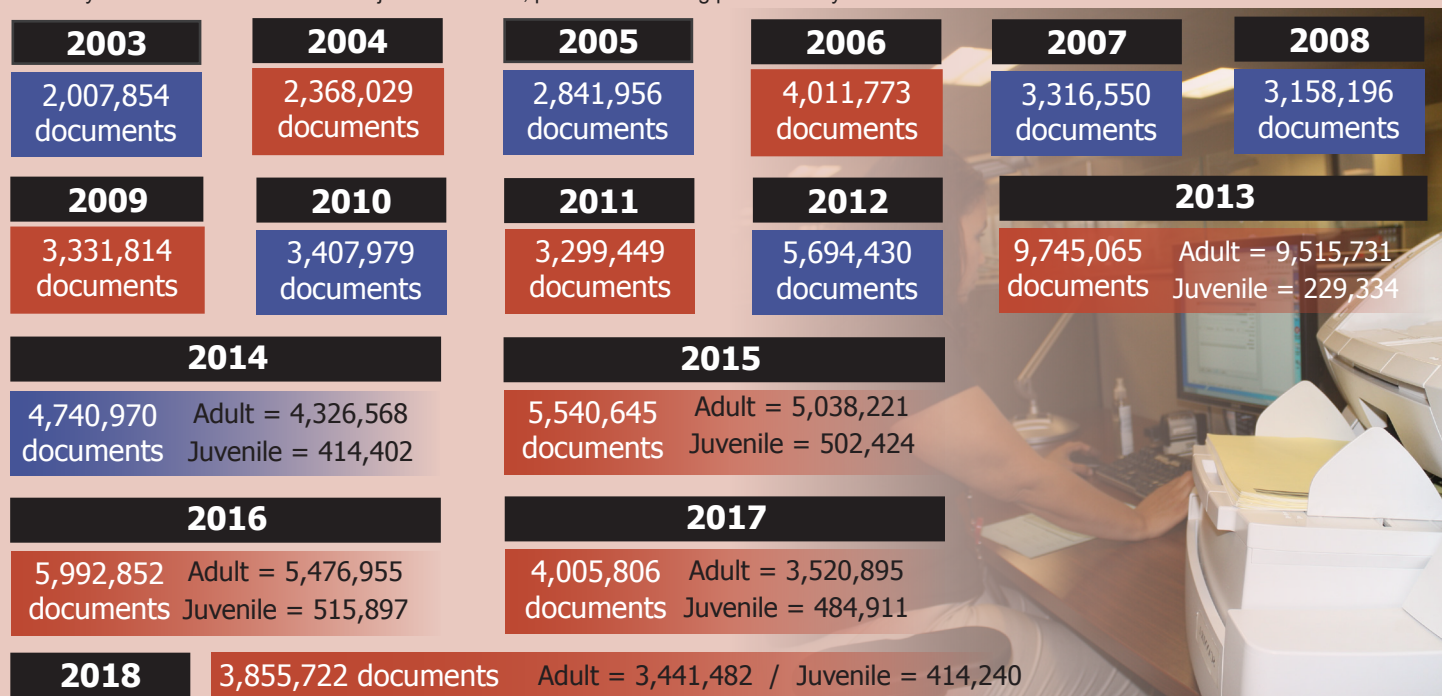 2003 2004 2005 2006 2007 2008
2,007,854 documents
2,368,029 documents
2,841,956 documents
4,011,773 documents
3,316,550 documents
3,158,196 documents
2009 2010 2011 2012 2013
3,331,814 documents
3,407,979 documents
3,299,449 documents
5,694,430 documents
9,745,065 documents
Adult = 9,515,731
Juvenile = 229,334
2014
4,740,970 documents
Adult = 4,326,568
Juvenile = 414,402
2015
5,540,645 documents
Adult = 5,038,221
Juvenile = 502,424
2016
5,992,852 documents
Adult = 5,476,955
Juvenile = 515,897
2017
4,005,806 documents
Adult = 3,520,895
Juvenile = 484,911
2018
3,855,722 documents Adult = 3,441,482 / Juvenile = 414,240